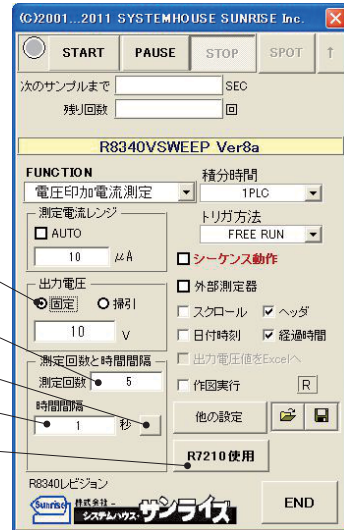 (C)2001...2011 SYSTEMHOUSE SUNRISE Inc.
START PAUSE STOP SPOT ↑
次のサンプルまで SEC
残り回数 回
R8340VSWEEP Ver8a
FUNCTION 積分時間
電圧印加電流測定 1PLC
測定電流レンジ トリガ方法
AUTO FREE RUN
10 μA シーケンス動作
出力電圧 外部測定器
固定 掃引 スクロール ヘッダ
10 V 日付時刻 経過時間
測定回数と時間間隔 出力電圧値をExcelへ
測定回数 5 作図実行 R
時間間隔 他の設定
1 秒
R7210使用
R8340レビジョン
Sunrise 株式会社 END
システムハウス・サンライズ